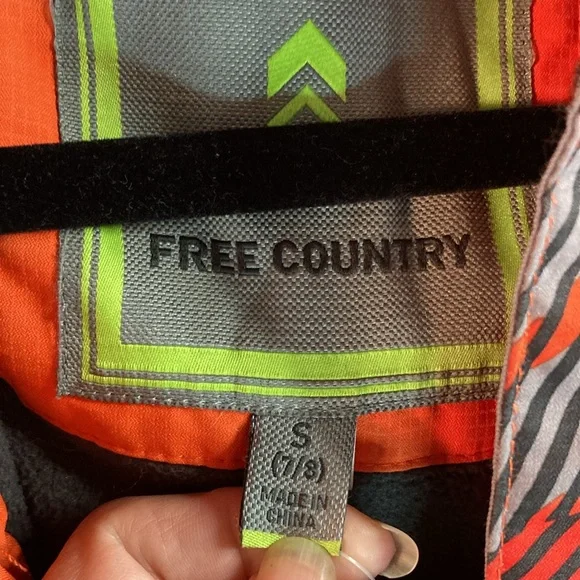 FREE COUNTRY
S
(7/8)
MADE IN
CHINA